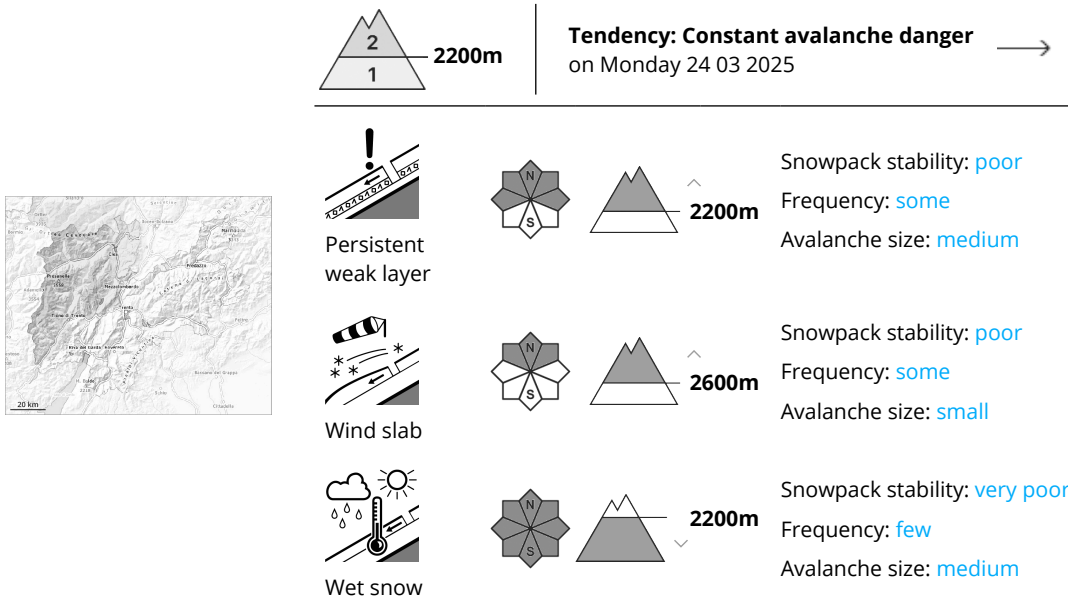 2
1
2200m
Tendency: Constant avalanche danger
on Monday 24 03 2025
Persistent
weak layer
N
S
2200m
Snowpack stability: poor
Frequency: some
Avalanche size: medium
20 km
Wind slab
N
S
2600m
Snowpack stability: poor
Frequency: some
Avalanche size: small
Wet snow
N
S
2200m
Snowpack stability: very poor
Frequency: few
Avalanche size: medium